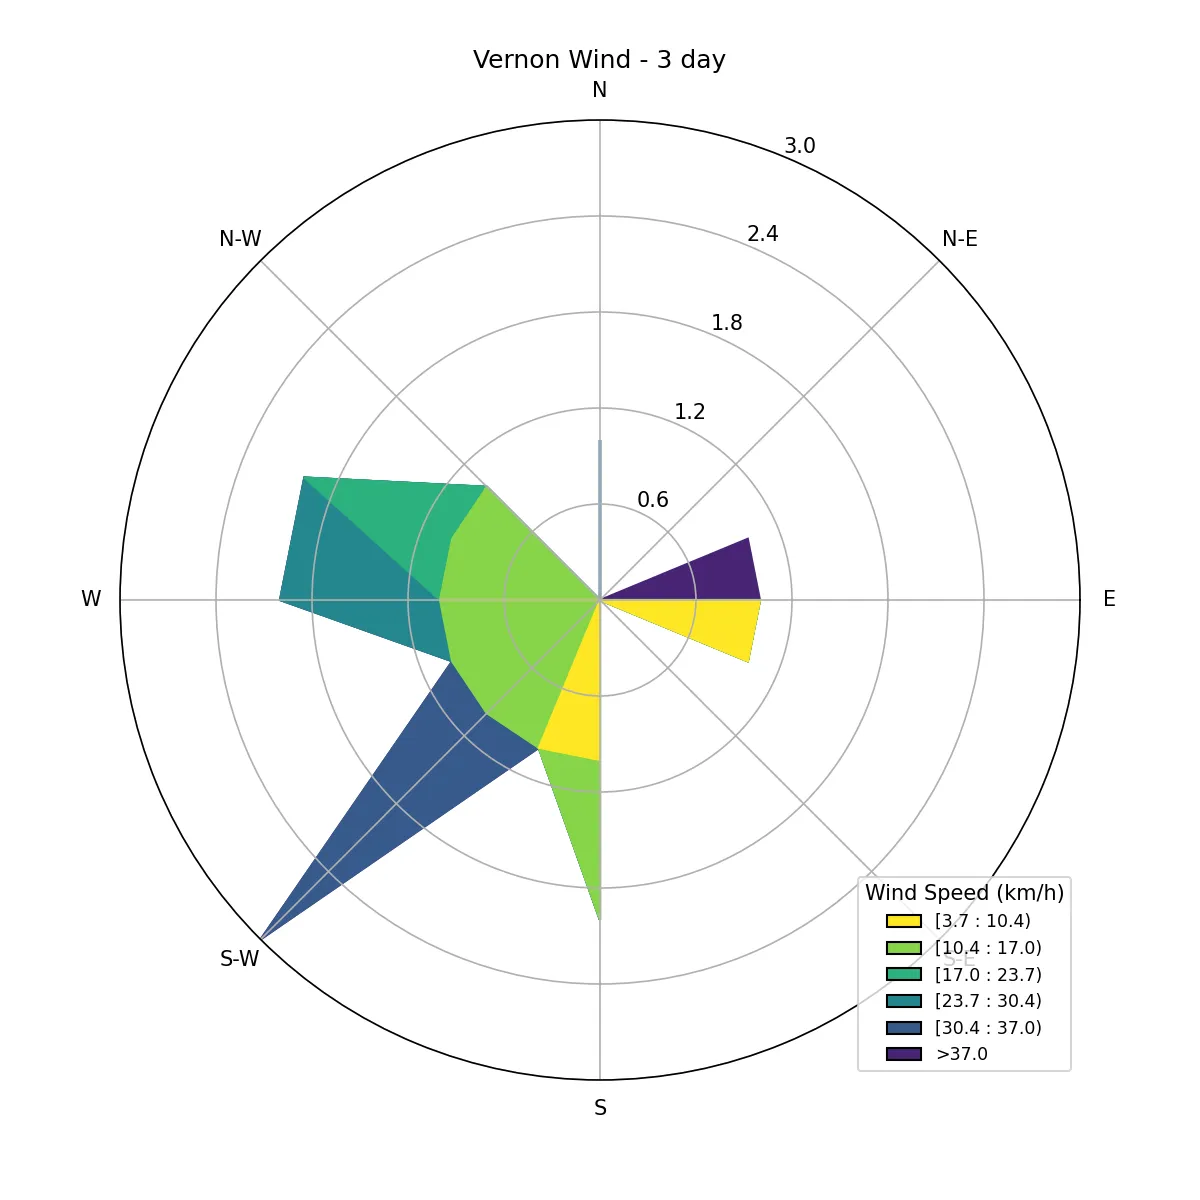 Vernon Wind - 3 day
N
3.0
N-W
2.4
N-E
1.8
1.2
0.6
W
E
S-W
S-E
S
Wind Speed (km/h)
[3.7 : 10.4)
[10.4 : 17.0)
[17.0 : 23.7)
[23.7 : 30.4)
[30.4 : 37.0)
>37.0